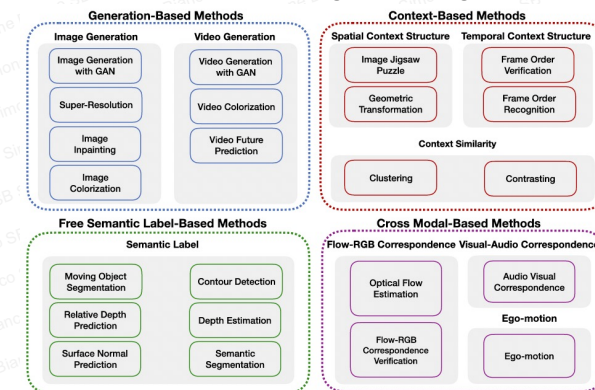 Generation-Based Methods
Image Generation
Video Generation
Image Generation
with GAN
Super-Resolution
Image
Inpainting
Image
Colorization
Video Generation
with GAN
Video Colorization
Video Future
Prediction
Context-Based Methods
Spatial Context Structure
Temporal Context Structure
Image Jigsaw
Puzzle
Geometric
Transformation
Frame Order
Verification
Frame Order
Recognition
Context Similarity
Clustering
Contrasting
Free Semantic Label-Based Methods
Semantic Label
Moving Object
Segmentation
Relative Depth
Prediction
Surface Normal
Prediction
Contour Detection
Depth Estimation
Semantic
Segmentation
Cross Modal-Based Methods
Flow-RGB Correspondence
Visual-Audio Correspondence
Optical Flow
Estimation
Flow-RGB
Correspondence
Verification
Audio Visual
Correspondence
Ego-motion
Ego-motion